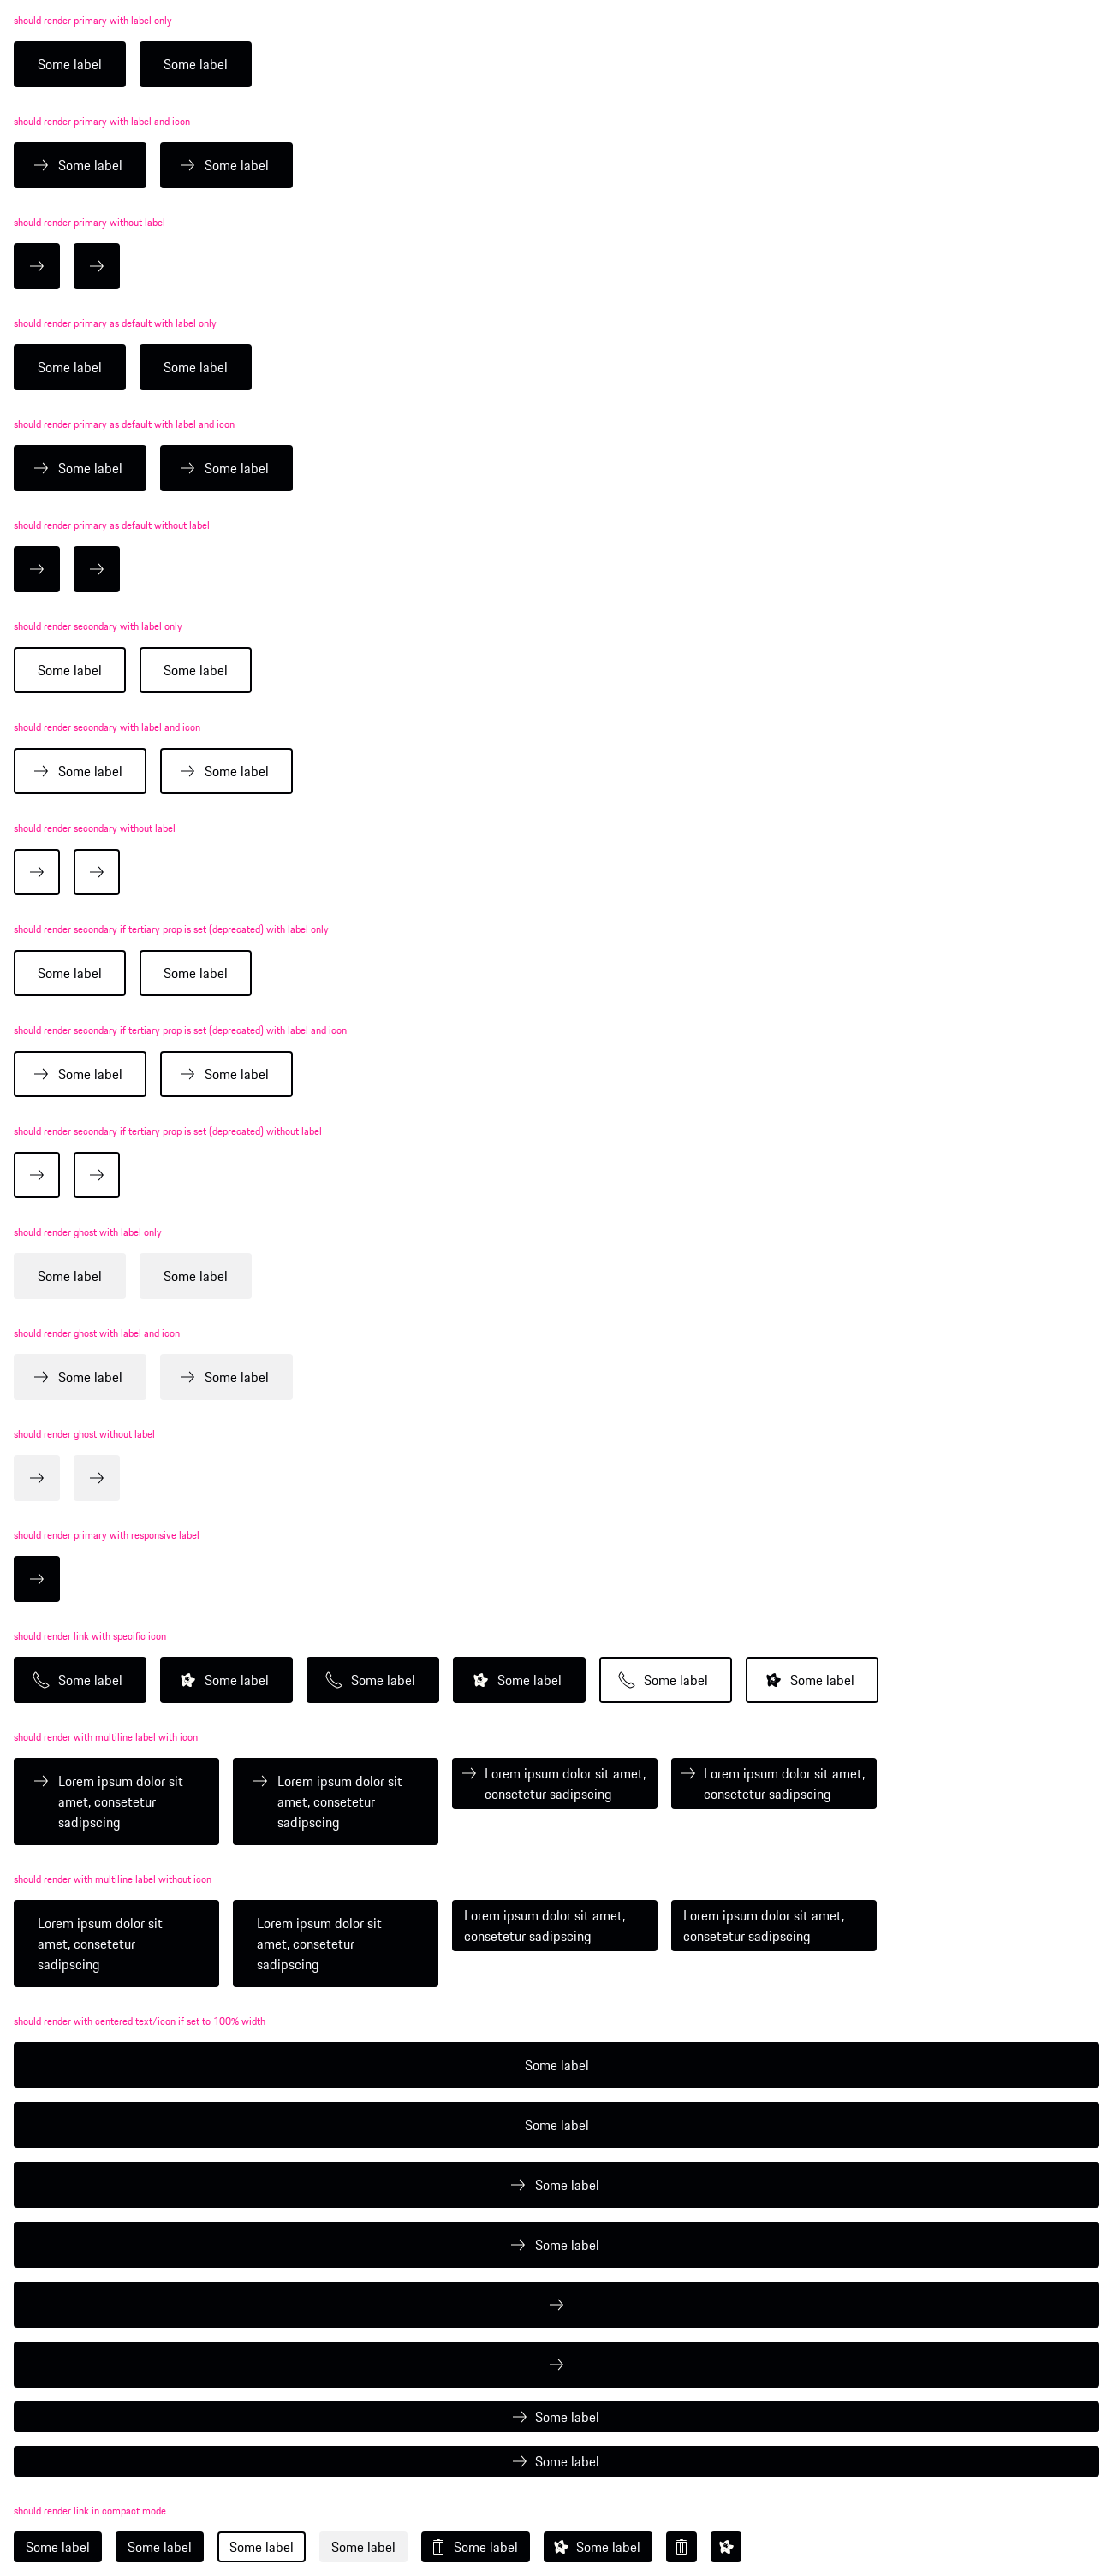 should render primary with label only
Some label Some label
should render primary with label and icon
Some label Some label
should render primary without label
should render primary as default with label only
Some label Some label
should render primary as default with label and icon
Some label Some label
should render primary as default without label
should render secondary with label only
Some label Some label
should render secondary with label and icon
Some label Some label
should render secondary without label
should render secondary if tertiary prop is set (deprecated) with label only
Some label Some label
should render secondary if tertiary prop is set (deprecated) with label and icon
Some label Some label
should render secondary if tertiary prop is set (deprecated) without label
should render ghost with label only
Some label Some label
should render ghost with label and icon
Some label Some label
should render ghost without label
should render primary with responsive label
should render link with specific icon
Some label Some label Some label Some label Some label Some label
should render with multiline label with icon
Lorem ipsum dolor sit
amet, consetetur
sadipscing
Lorem ipsum dolor sit
amet, consetetur
sadipscing
Lorem ipsum dolor sit amet,
consetetur sadipscing
Lorem ipsum dolor sit amet,
consetetur sadipscing
should render with multiline label without icon
Lorem ipsum dolor sit
amet, consetetur
sadipscing
Lorem ipsum dolor sit
amet, consetetur
sadipscing
Lorem ipsum dolor sit amet,
consetetur sadipscing
Lorem ipsum dolor sit amet,
consetetur sadipscing
should render with centered text/icon if set to 100% width
Some label
Some label
Some label
Some label
Some label
Some label
should render link in compact mode
Some label Some label Some label Some label Some label Some label